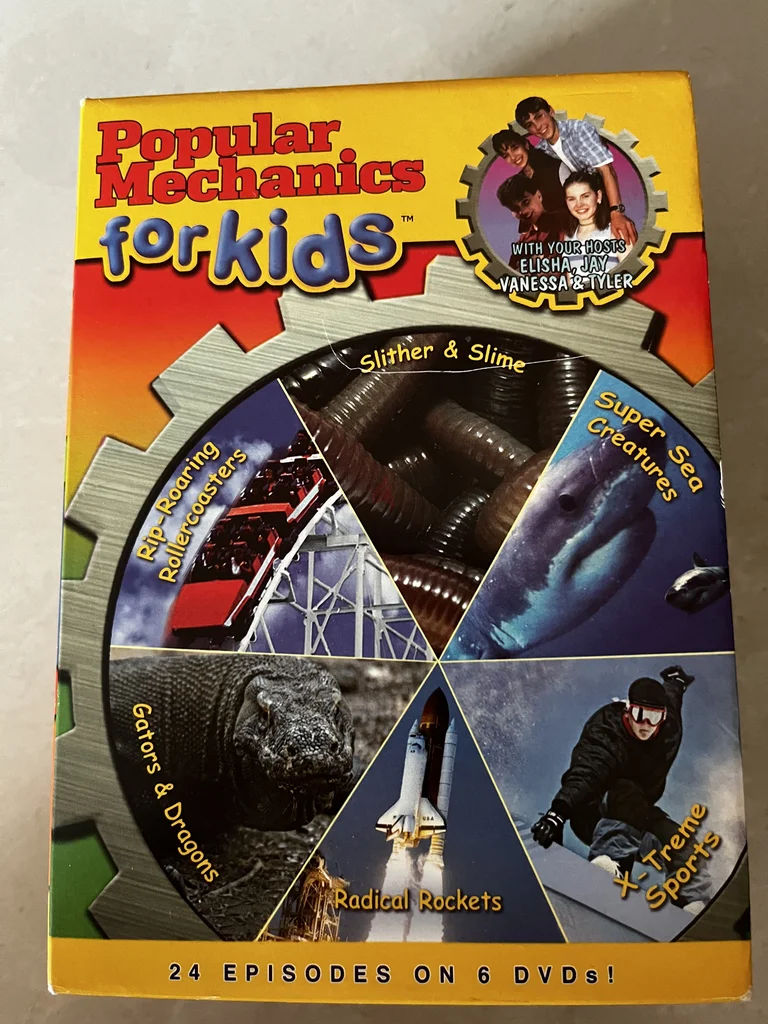 Popular
Mechanics
for kids™
WITH YOUR HOSTS
ELISHA, JAY
VANESSA & TYLER
Slither & Slime
Super Sea
Creatures
Rip-Roaring
Rollercoasters
Gators & Dragons
Radical Rockets
USA
X-Treme
Sports
24 EPISODES ON 6 DVDs!